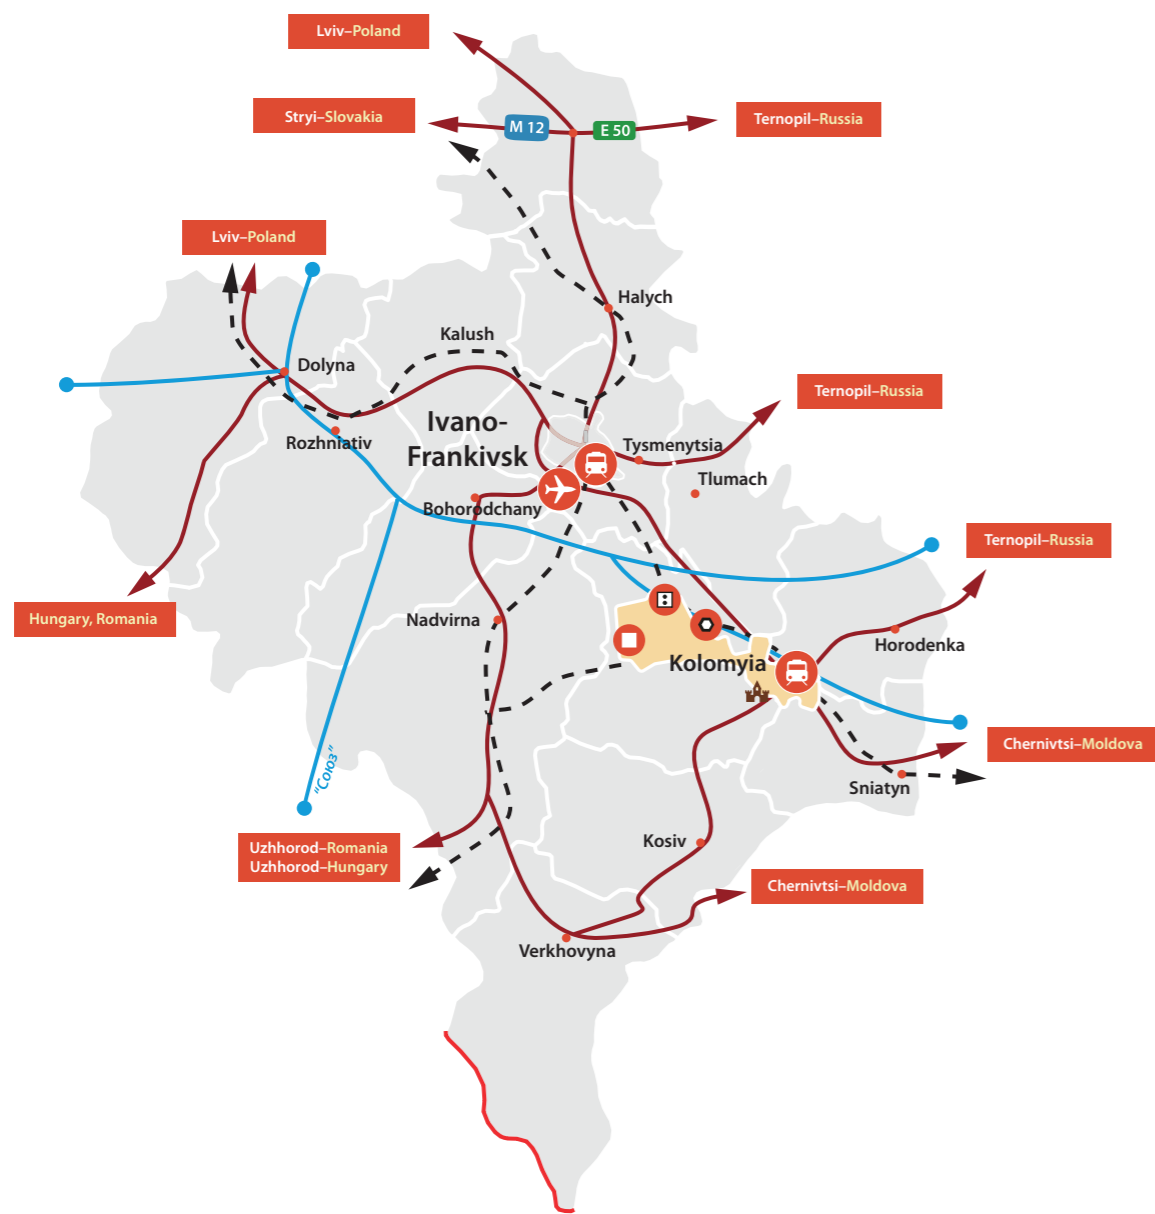 Lviv–Poland
Stryi–Slovakia
M 12
E 50
Ternopil–Russia
Lviv–Poland
Halych
Kalush
Dolyna
Ternopil–Russia
Rozhniativ
Ivano-
Frankivsk
Tysmenytsia
Tlumach
Bohorodchany
Ternopil–Russia
Hungary, Romania
Nadvirna
Horodenka
Kolomyia
Chernivtsi–Moldova
"Союз"
Sniatyn
Uzhhorod–Romania
Uzhhorod–Hungary
Kosiv
Chernivtsi–Moldova
Verkhovyna